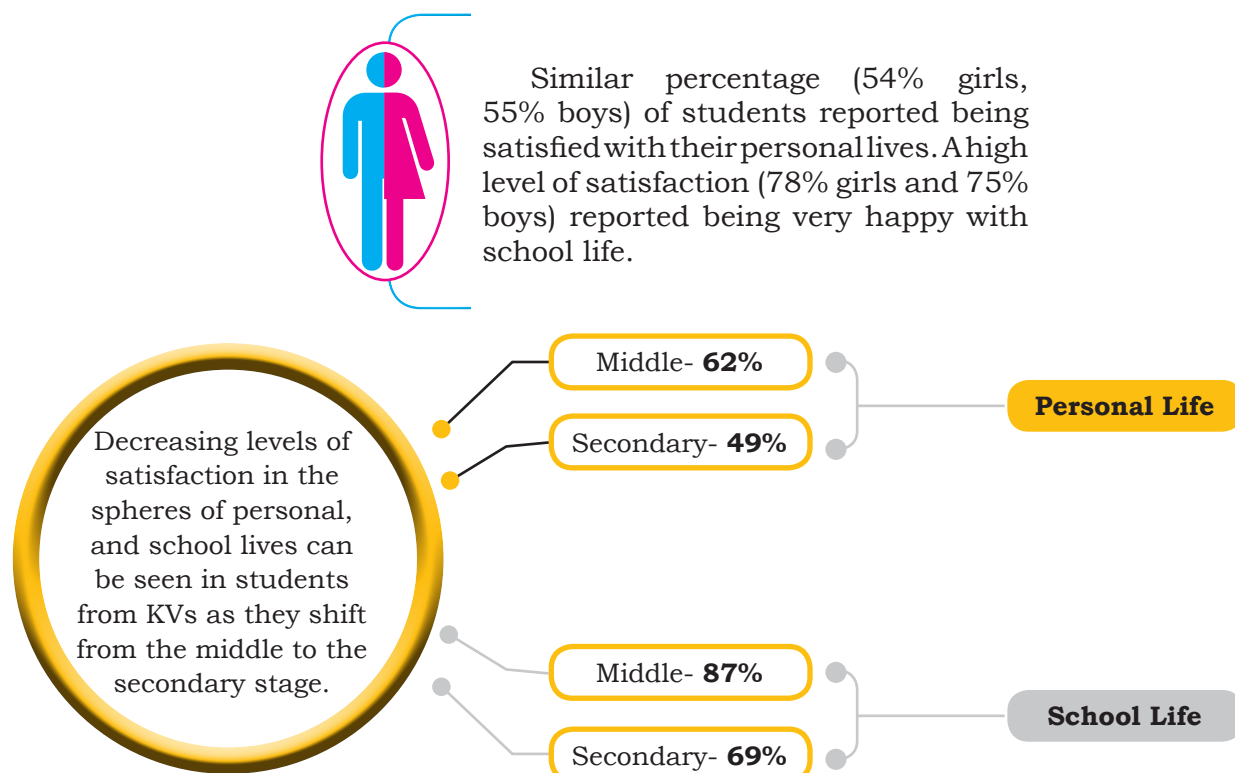 Similar percentage (54% girls,
55% boys) of students reported being
satisfied with their personal lives. A high
level of satisfaction (78% girls and 75%
boys) reported being very happy with
school life.
Decreasing levels of
satisfaction in the
spheres of personal,
and school lives can
be seen in students
from KVs as they shift
from the middle to the
secondary stage.
Middle- 62%
Secondary- 49%
Personal Life
Middle- 87%
Secondary- 69%
School Life